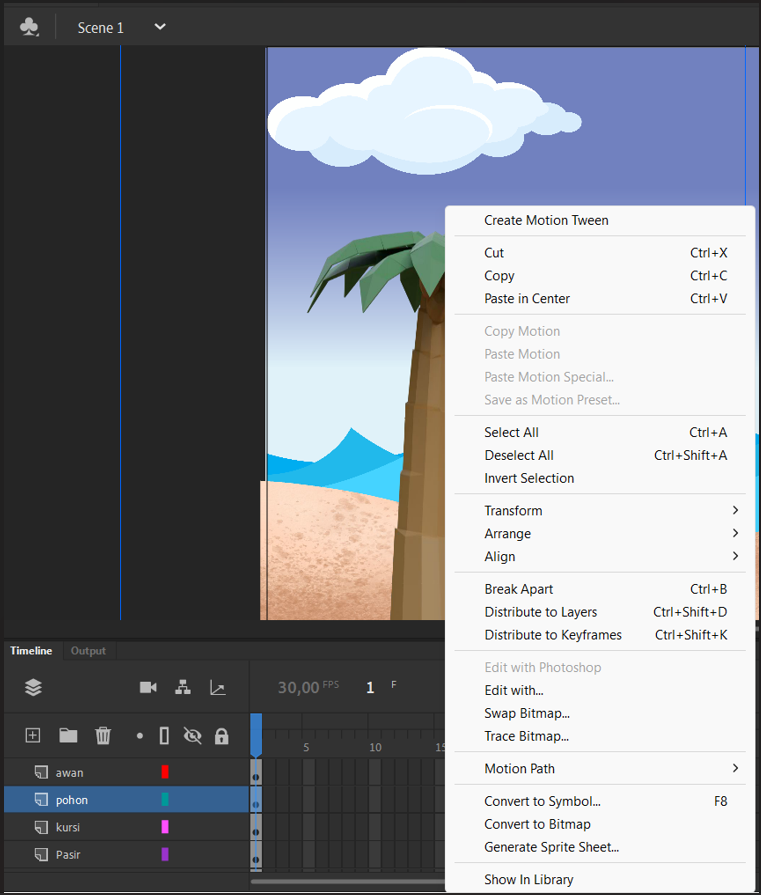 Scene 1
Create Motion Tween
Cut Ctrl+X
Copy Ctrl+C
Paste in Center Ctrl+V
Copy Motion
Paste Motion
Paste Motion Special...
Save as Motion Preset...
Select All Ctrl+A
Deselect All Ctrl+Shift+A
Invert Selection
Transform
Arrange
Align
Break Apart Ctrl+B
Distribute to Layers Ctrl+Shift+D
Distribute to Keyframes Ctrl+Shift+K
Edit with Photoshop
Edit with...
Swap Bitmap...
Trace Bitmap...
Motion Path
Convert to Symbol... F8
Convert to Bitmap
Generate Sprite Sheet...
Show In Library
Timeline Output
30,00 FPS 1 F
5 10 15
awan
pohon
kursi
Pasir